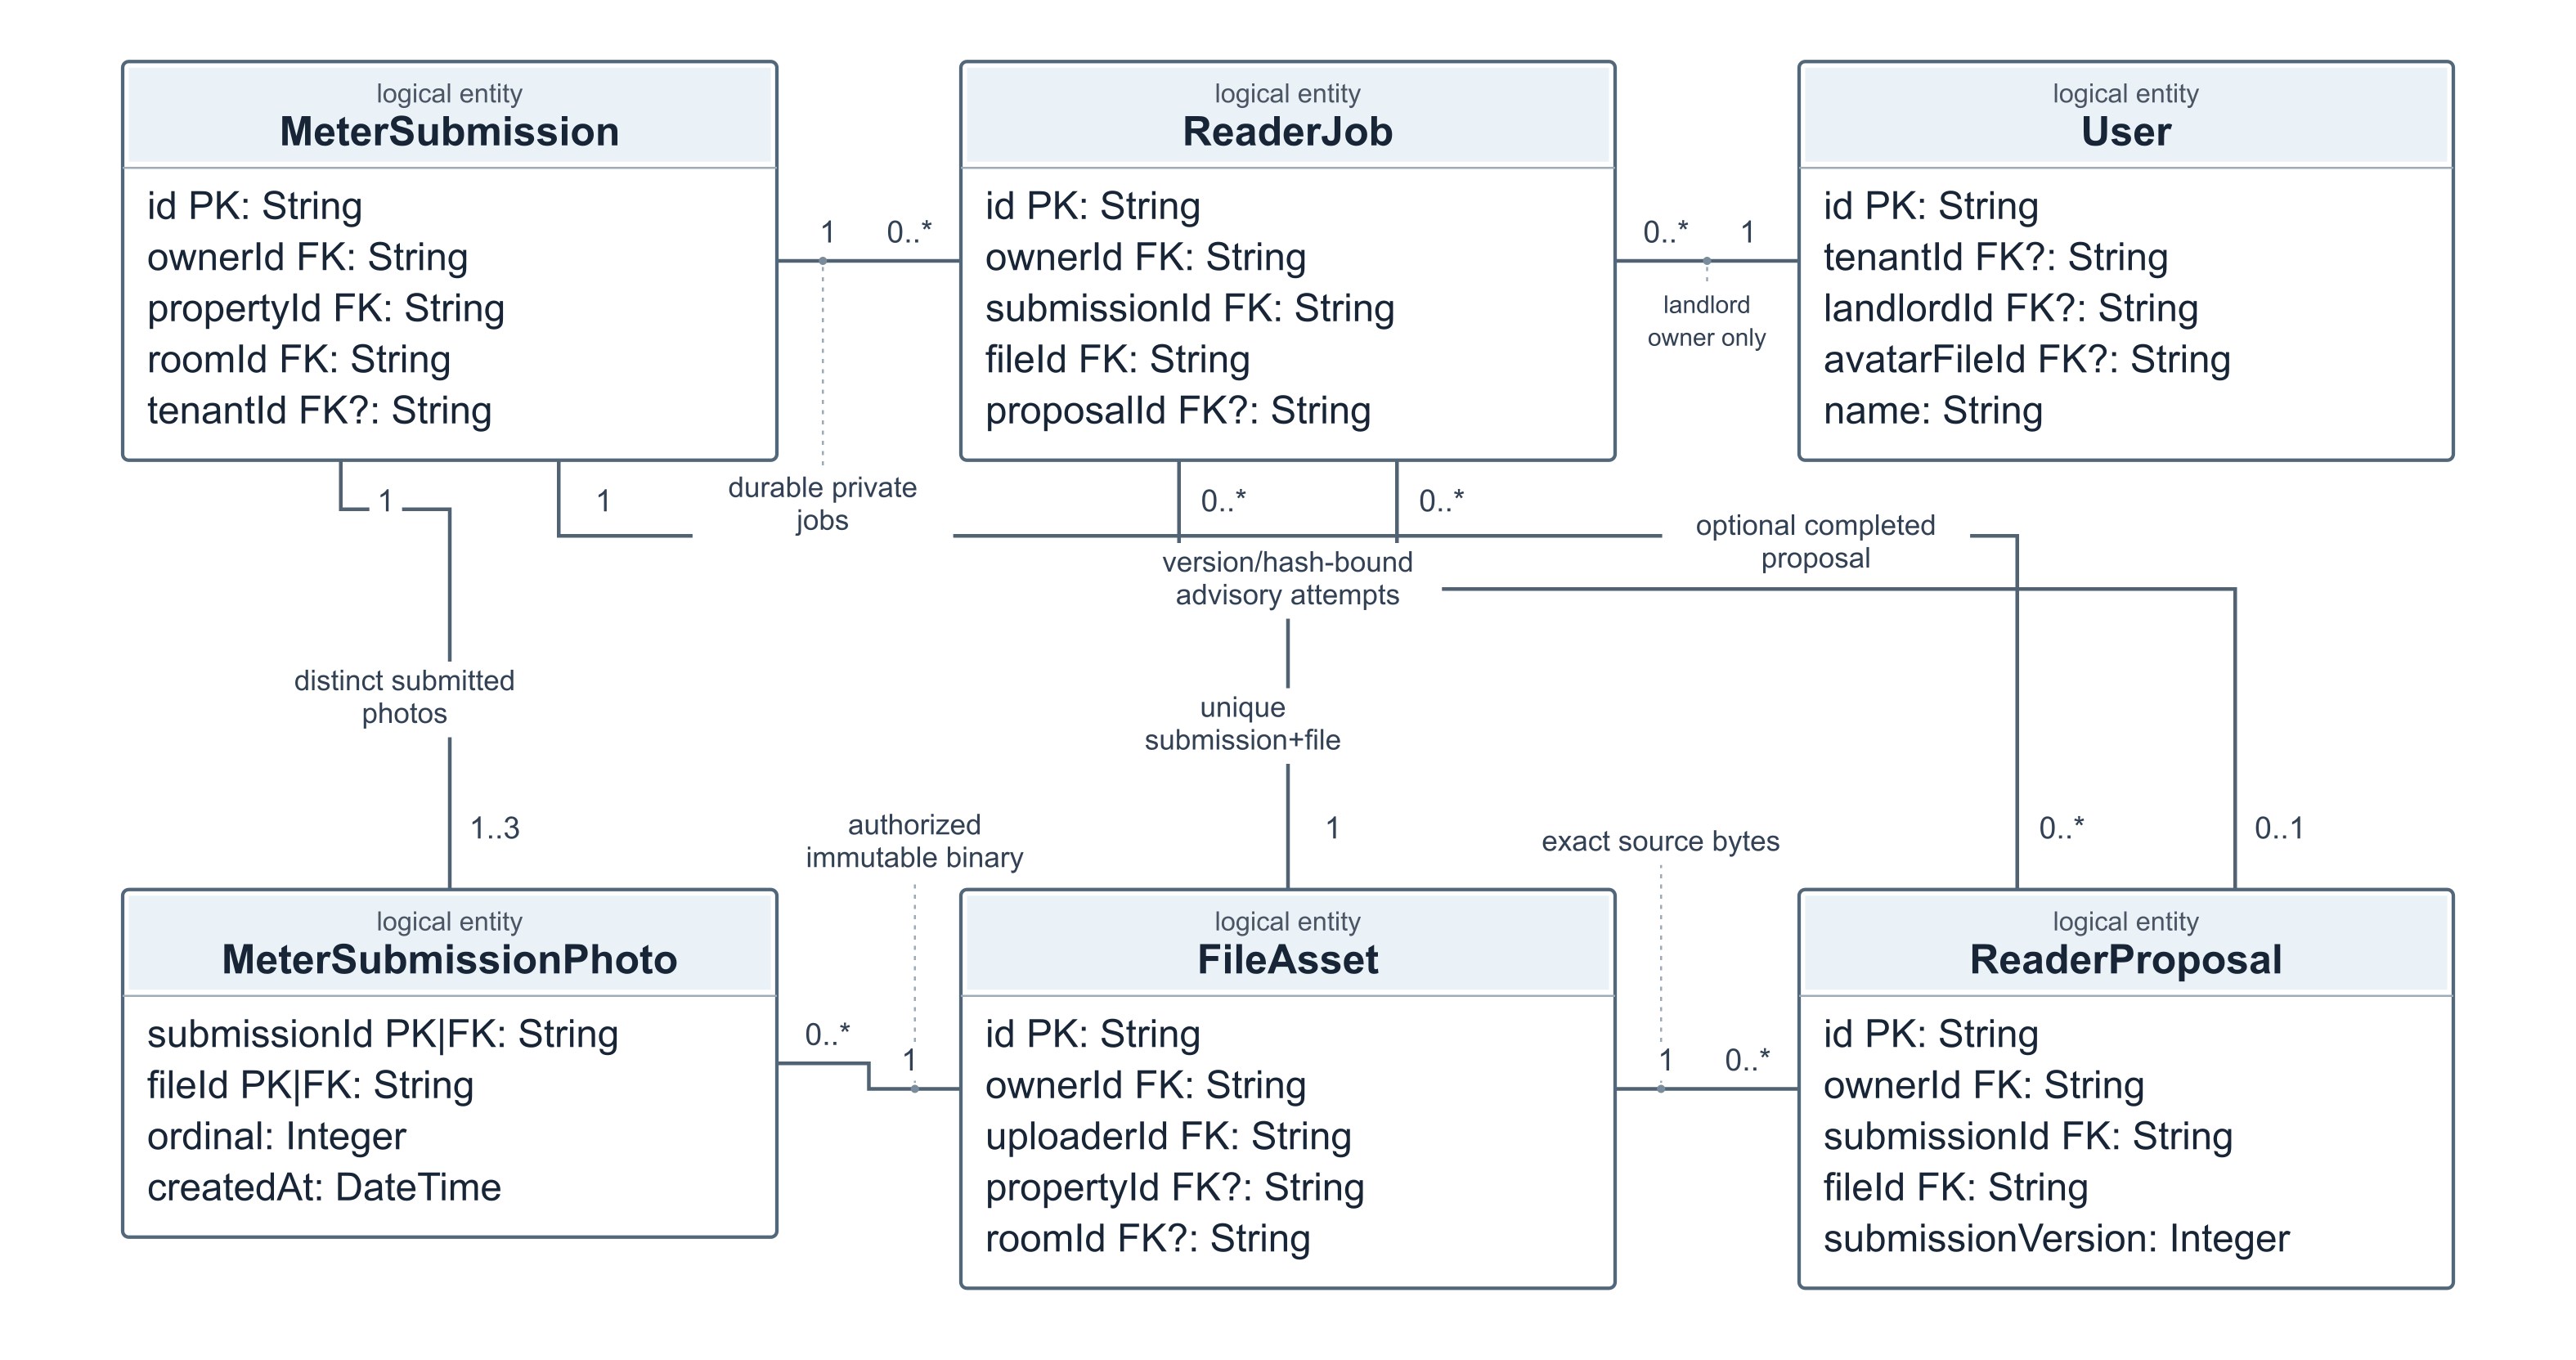 logical entity
MeterSubmission
id PK: String
ownerId FK: String
propertyId FK: String
roomId FK: String
tenantId FK?: String
logical entity
ReaderJob
id PK: String
ownerId FK: String
submissionId FK: String
fileId FK: String
proposalId FK?: String
logical entity
User
id PK: String
tenantId FK?: String
landlordId FK?: String
avatarFileId FK?: String
name: String
1
0..*
0..*
1
landlord
owner only
1
1
durable private
jobs
0..*
0..*
optional completed
proposal
version/hash-bound
advisory attempts
distinct submitted
photos
unique
submission+file
1..3
authorized
immutable binary
1
exact source bytes
0..*
0..1
logical entity
MeterSubmissionPhoto
submissionId PK|FK: String
fileId PK|FK: String
ordinal: Integer
createdAt: DateTime
0..*
1
logical entity
FileAsset
id PK: String
ownerId FK: String
uploaderId FK: String
propertyId FK?: String
roomId FK?: String
1
0..*
logical entity
ReaderProposal
id PK: String
ownerId FK: String
submissionId FK: String
fileId FK: String
submissionVersion: Integer